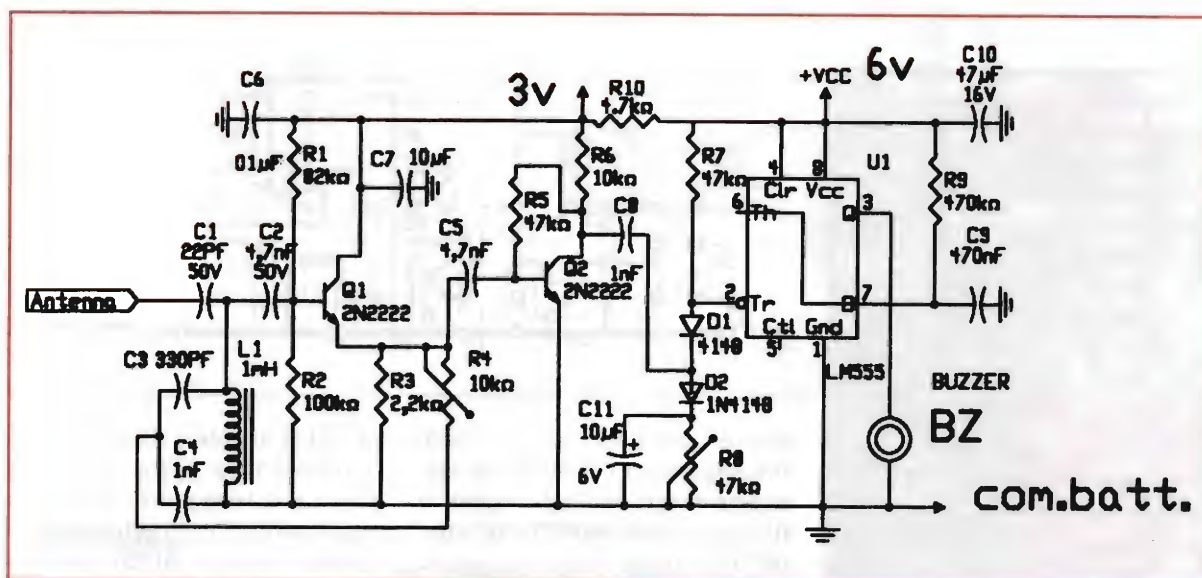 C6
01µF
R1
82kΩ
C7
10µF
3v
R10
4.7kΩ
+VCC
6v
C10
47µF
16V
R6
10kΩ
R5
47kΩ
C8
1nF
R7
47kΩ
4
8
Clr Vcc
U1
6
Th
Q
3
R9
470kΩ
C9
470nF
C1
22PF
50V
C2
4,7nF
50V
Antenna
Q1
2N2222
C5
4,7nF
Q2
2N2222
2
Tr
7
Ctl Gnd
5
1
LM555
D1
4148
C3 330PF
L1
1mH
R2
100kΩ
R3
2,2kΩ
R4
10kΩ
D2
1N4148
C4
1nF
C11
10µF
+
6V
R8
47kΩ
BUZZER
BZ
com.batt.